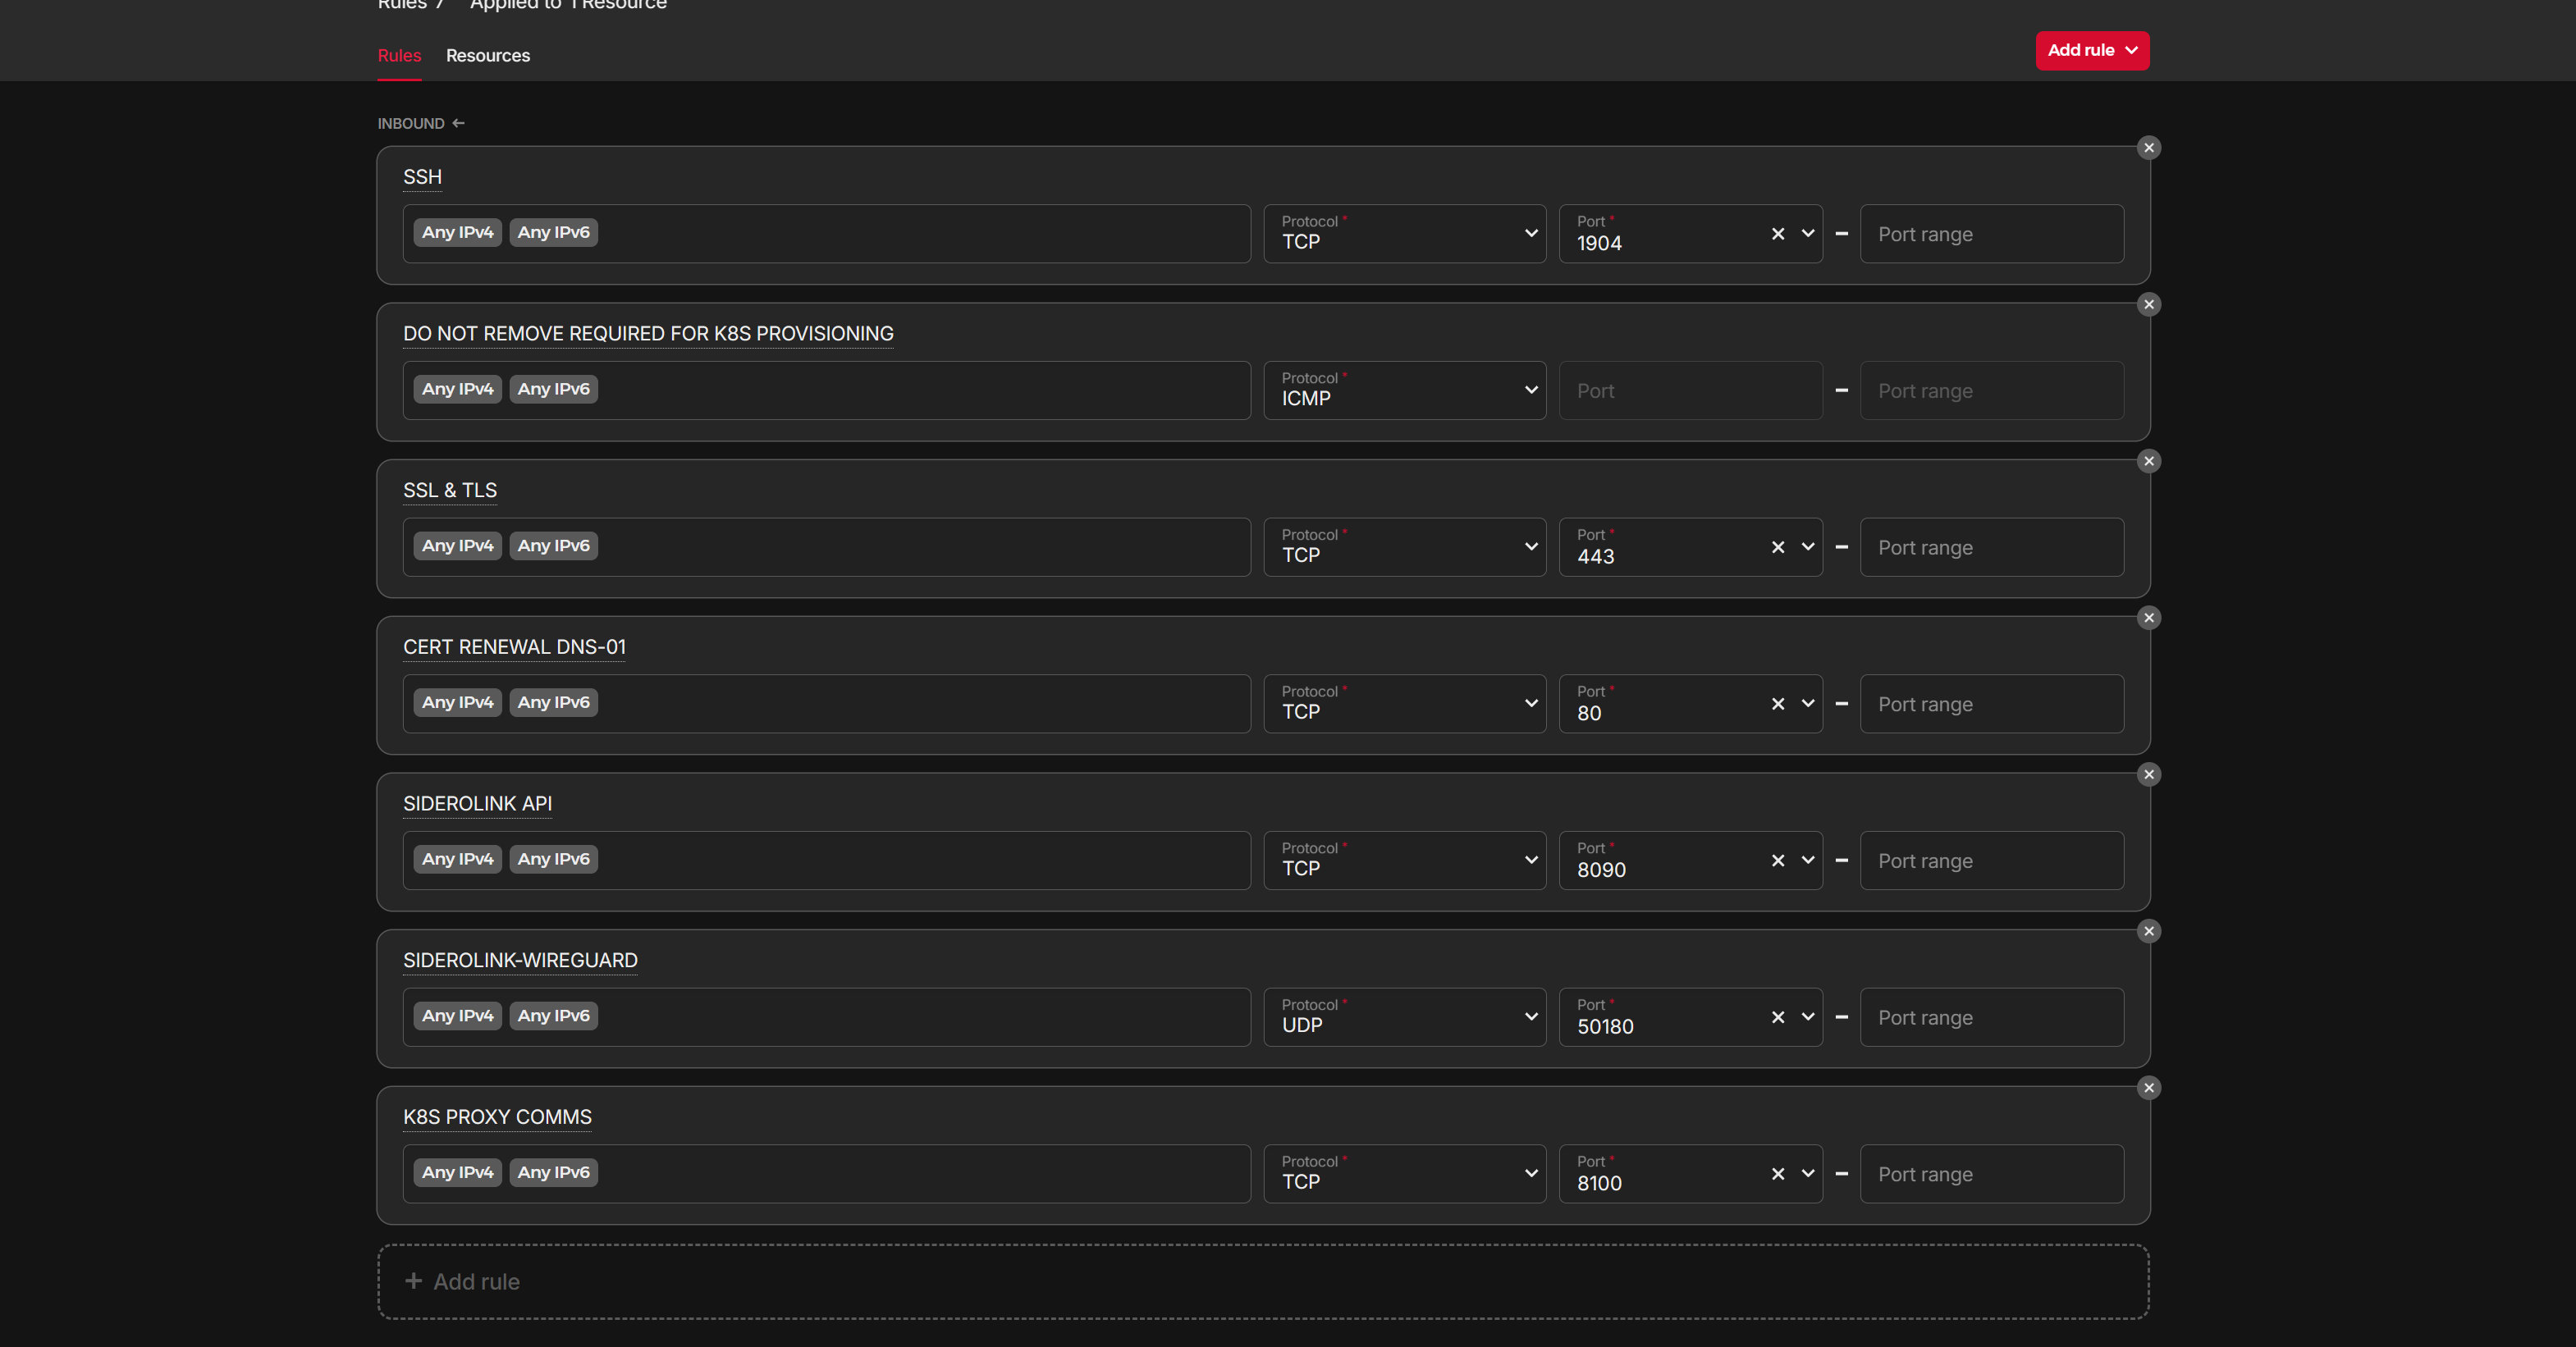 Rules 7 Applied to 1 Resource
Rules Resources Add rule
INBOUND ←
SSH
Any IPv4 Any IPv6 Protocol * TCP Port * 1904 – Port range
DO NOT REMOVE REQUIRED FOR K8S PROVISIONING
Any IPv4 Any IPv6 Protocol * ICMP Port – Port range
SSL & TLS
Any IPv4 Any IPv6 Protocol * TCP Port * 443 – Port range
CERT RENEWAL DNS-01
Any IPv4 Any IPv6 Protocol * TCP Port * 80 – Port range
SIDEROLINK API
Any IPv4 Any IPv6 Protocol * TCP Port * 8090 – Port range
SIDEROLINK-WIREGUARD
Any IPv4 Any IPv6 Protocol * UDP Port * 50180 – Port range
K8S PROXY COMMS
Any IPv4 Any IPv6 Protocol * TCP Port * 8100 – Port range
+ Add rule